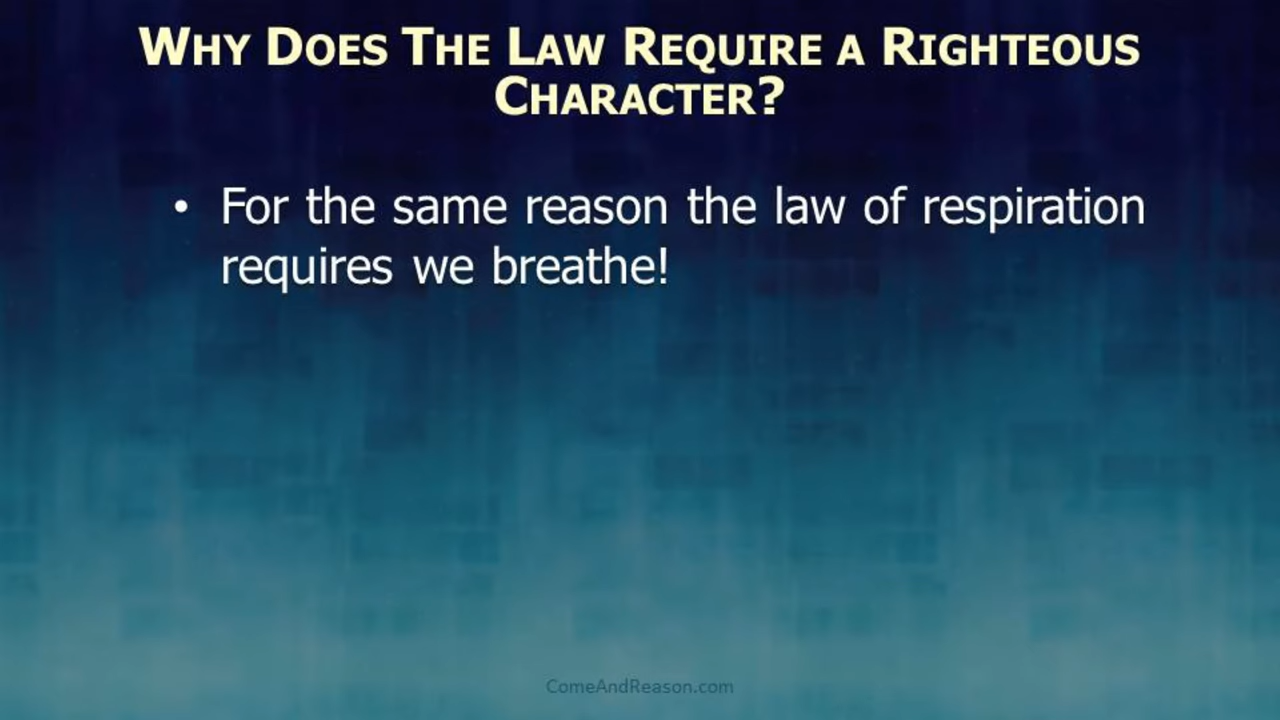 WHY DOES THE LAW REQUIRE A RIGHTEOUS
CHARACTER?
• For the same reason the law of respiration
requires we breathe!
ComeAndReason.com